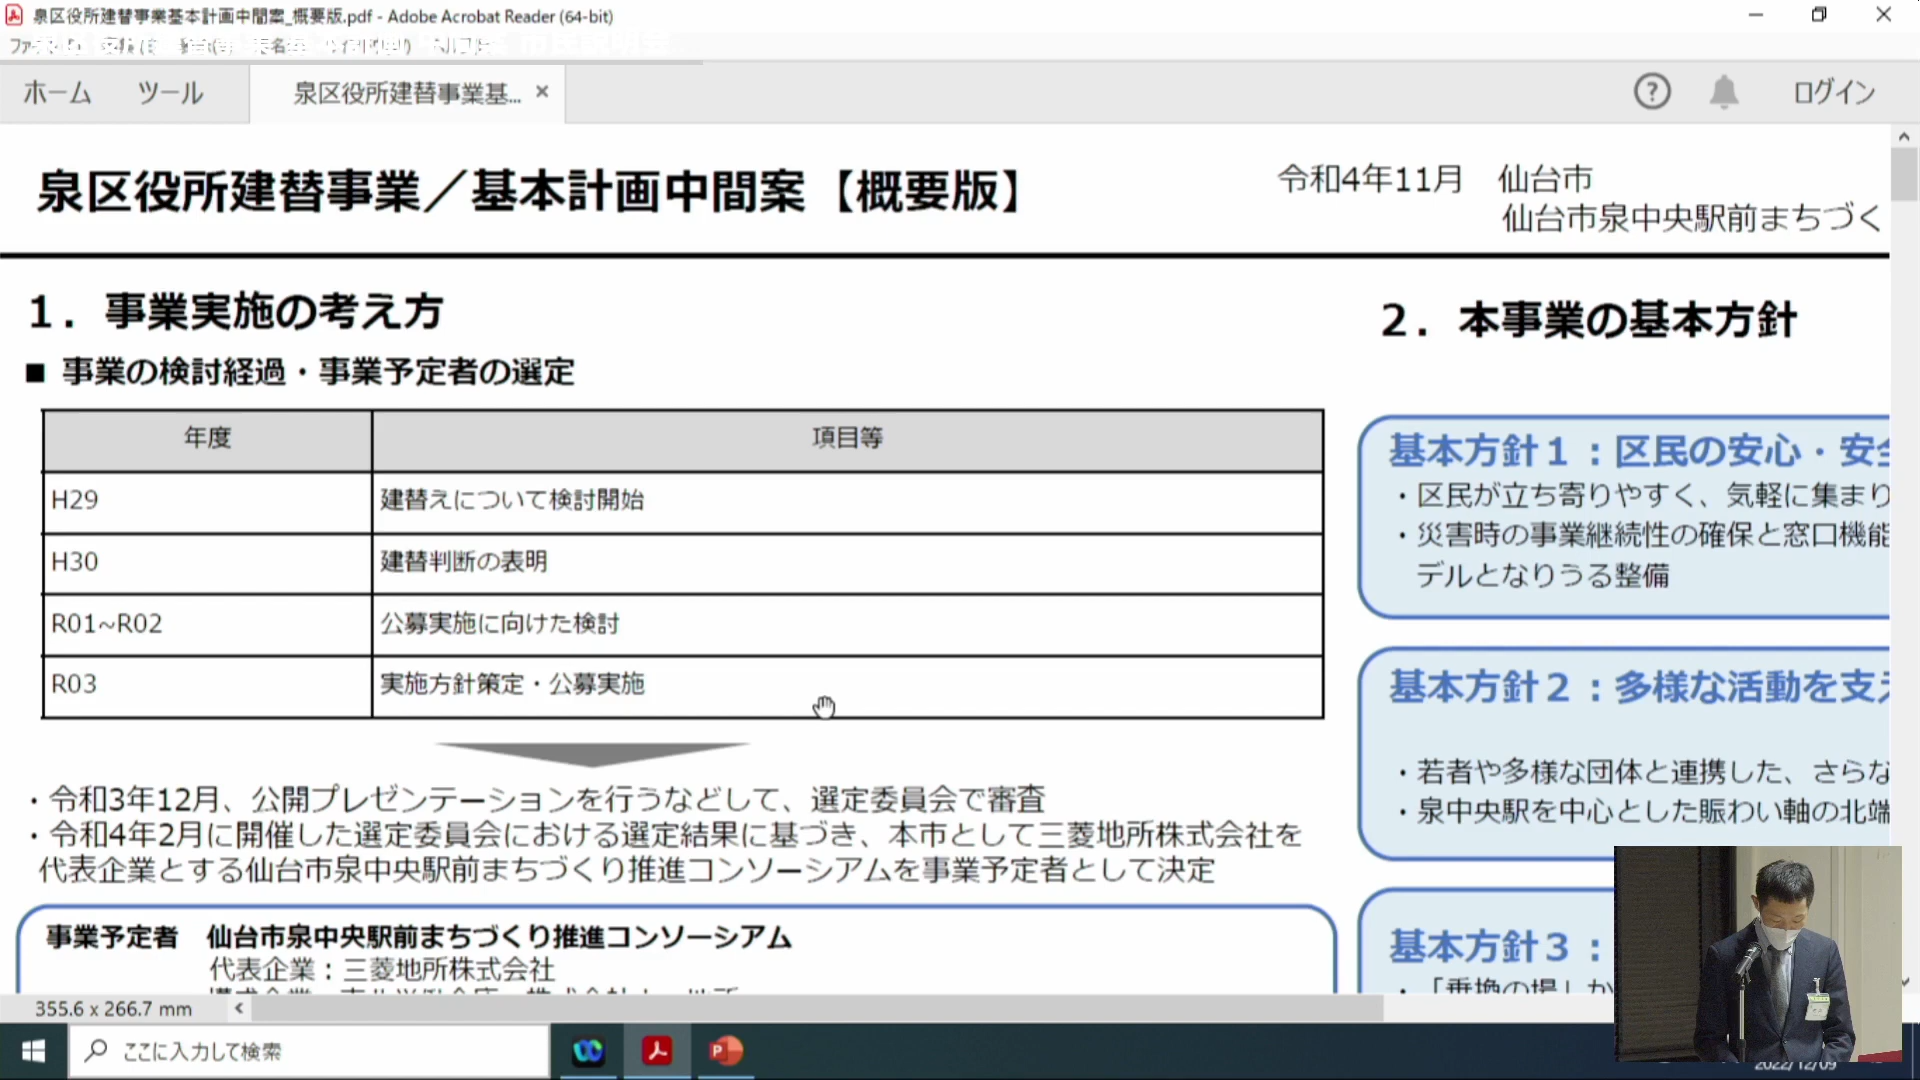 泉区役所建替事業基本計画中間案_概要版.pdf - Adobe Acrobat Reader (64-bit)
ホーム ツール 泉区役所建替事業基... × ? ログイン
泉区役所建替事業／基本計画中間案【概要版】
令和4年11月 仙台市
仙台市泉中央駅前まちづく
1．事業実施の考え方
■ 事業の検討経過・事業予定者の選定
年度 項目等
H29 建替えについて検討開始
H30 建替判断の表明
R01~R02 公募実施に向けた検討
R03 実施方針策定・公募実施
・令和3年12月、公開プレゼンテーションを行うなどして、選定委員会で審査
・令和4年2月に開催した選定委員会における選定結果に基づき、本市として三菱地所株式会社を
代表企業とする仙台市泉中央駅前まちづくり推進コンソーシアムを事業予定者として決定
事業予定者 仙台市泉中央駅前まちづくり推進コンソーシアム
代表企業：三菱地所株式会社
2．本事業の基本方針
基本方針１：区民の安心・安全
・区民が立ち寄りやすく、気軽に集まり
・災害時の事業継続性の確保と窓口機能
デルとなりうる整備
基本方針２：多様な活動を支え
・若者や多様な団体と連携した、さらな
・泉中央駅を中心とした賑わい軸の北端
基本方針３：
・「乗換の場」か
355.6 x 266.7 mm
ここに入力して検索
2022/12/09